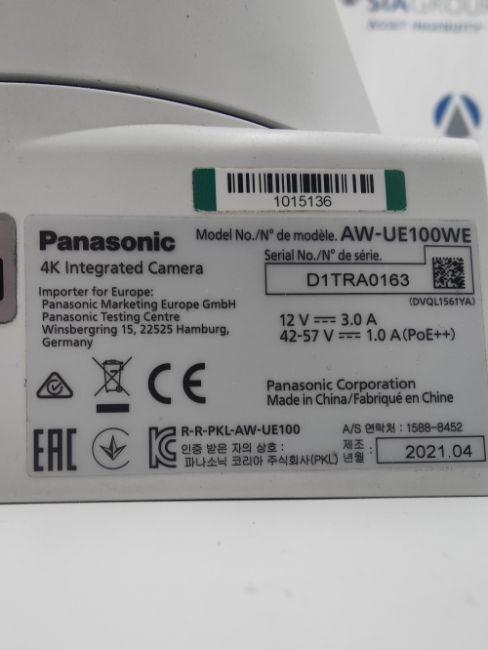 SIA GROUP
ASSET INGENUITY
1015136
Panasonic
4K Integrated Camera
Model No./N° de modèle. AW-UE100WE
Serial No./N° de série.
D1TRA0163
(DVQL1561YA)
Importer for Europe:
Panasonic Marketing Europe GmbH
Panasonic Testing Centre
Winsbergring 15, 22525 Hamburg,
Germany
12 V ⎓ 3.0 A
42-57 V ⎓ 1.0 A (PoE++)
CE
Panasonic Corporation
Made in China/Fabriqué en Chine
EAC
R-R-PKL-AW-UE100
인증 받은 자의 상호 :
파나소닉 코리아 주식회사(PKL)
A/S 연락처 : 1588-8452
제조
년월 : 2021.04